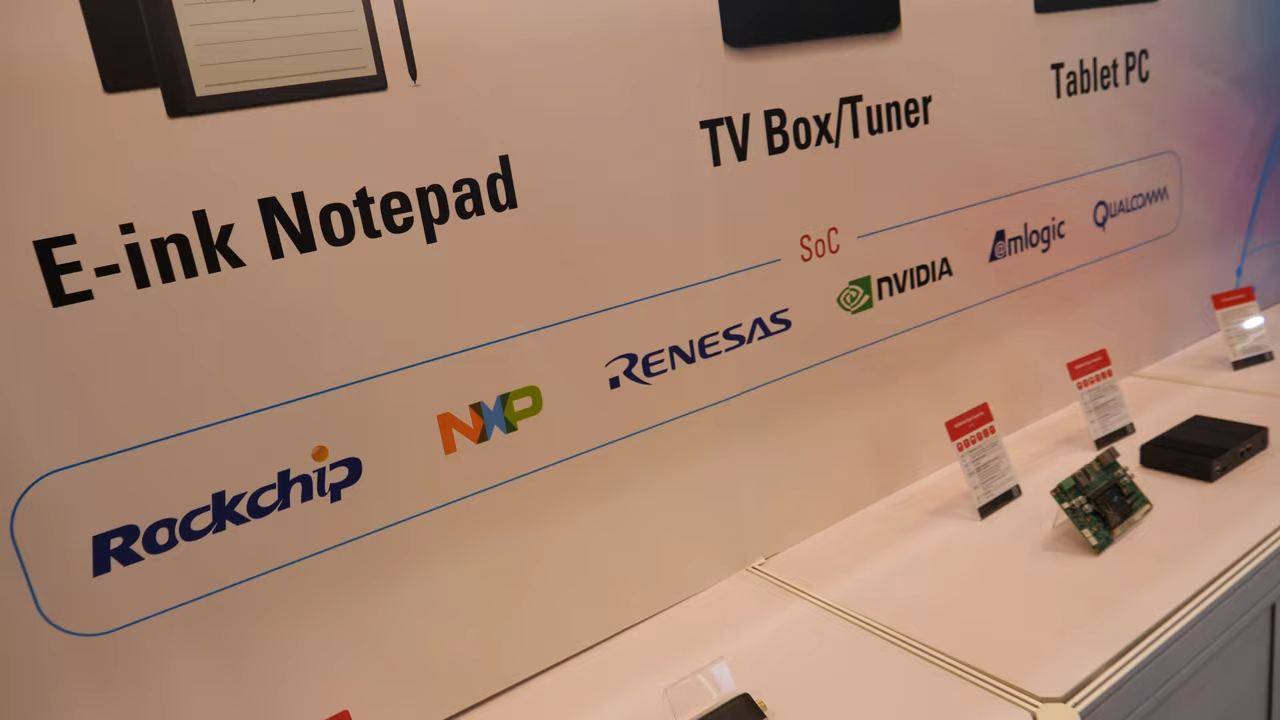 E-ink Notepad
TV Box/Tuner
Tablet PC
SoC
Rockchip
NXP
RENESAS
NVIDIA
Amlogic
QUALCOMM